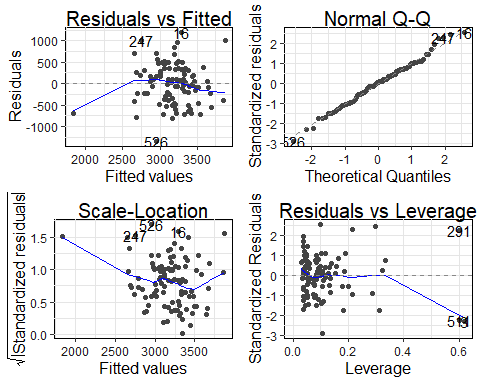 Residuals vs Fitted
Residuals
1000
500
0
-500
-1000
247
16
526
2000 2500 3000 3500
Fitted values
Normal Q-Q
Standardized residuals
2
1
0
-1
-2
-3
247
16
526
-2 -1 0 1 2
Theoretical Quantiles
Scale-Location
√|Standardized residuals|
1.5
1.0
0.5
0.0
526
247
16
2000 2500 3000 3500
Fitted values
Residuals vs Leverage
Standardized Residuals
2
1
0
-1
-2
-3
291
0.0 0.2 0.4 0.6
Leverage